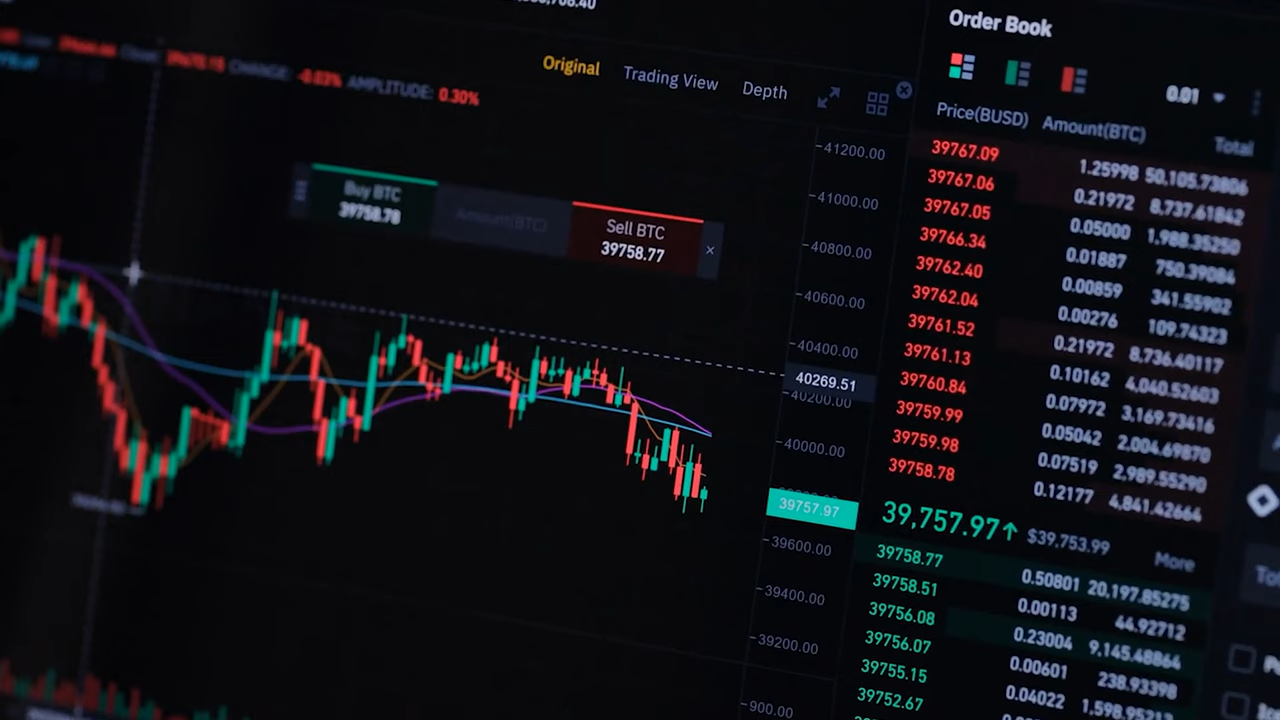 Order Book
Original Trading View Depth
0.01
CHANGE: -0.03% AMPLITUDE: 0.30%
Price(BUSD) Amount(BTC) Total
Buy BTC
39758.78
Amount(BTC)
Sell BTC
39758.77
×
41200.00
41000.00
40800.00
40600.00
40400.00
40269.51
40200.00
40000.00
39757.97
39600.00
39400.00
39200.00
900.00
39767.09 1.25998 50,105.73806
39767.06 0.21972 8,737.61842
39767.05 0.05000 1,988.35250
39766.34 0.01887 750.39084
39762.40 0.00859 341.55902
39762.04 0.00276 109.74323
39761.52 0.21972 8,736.40117
39761.13 0.10162 4,040.52603
39760.84 0.07972 3,169.73416
39759.99 0.05042 2,004.69870
39759.98 0.07519 2,989.55290
39758.78 0.12177 4,841.42664
39,757.97↑ $39,753.99 More
39758.77 0.50801 20,197.85275
39758.51 0.00113 44.92712
39756.08 0.23004 9,145.48864
39756.07 0.00601 238.93398
39755.15 0.04022
39752.67